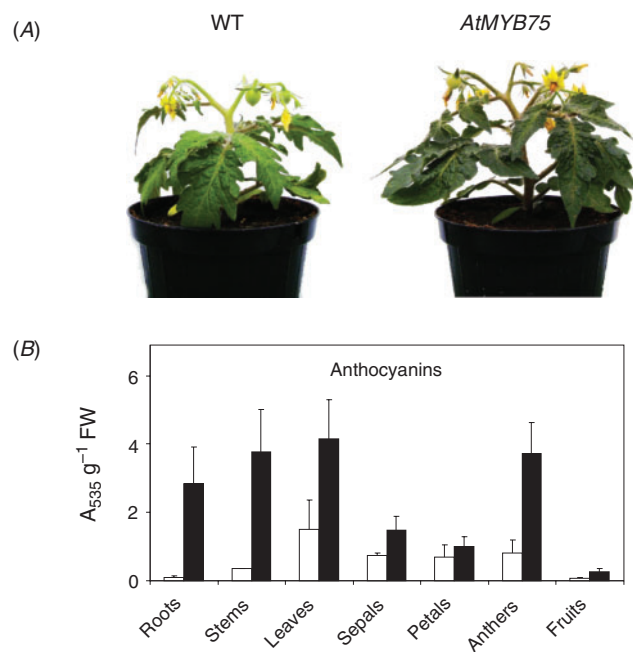 (A)
WT
AtMYB75
(B)
Anthocyanins
A₅₃₅ g⁻¹ FW
6
4
2
0
Roots
Stems
Leaves
Sepals
Petals
Anthers
Fruits